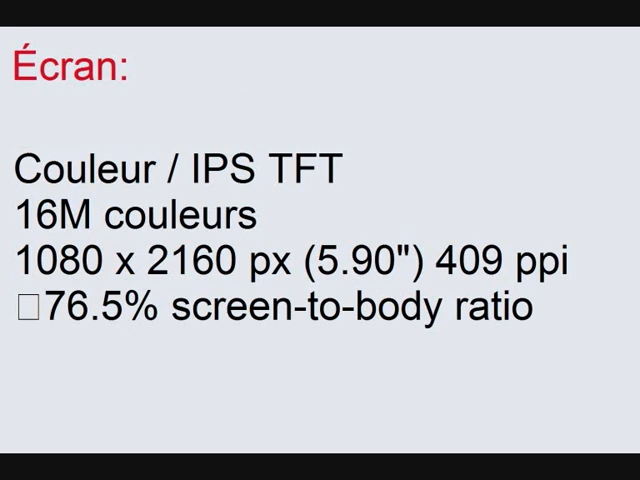 Écran:
Couleur / IPS TFT
16M couleurs
1080 x 2160 px (5.90") 409 ppi
□76.5% screen-to-body ratio